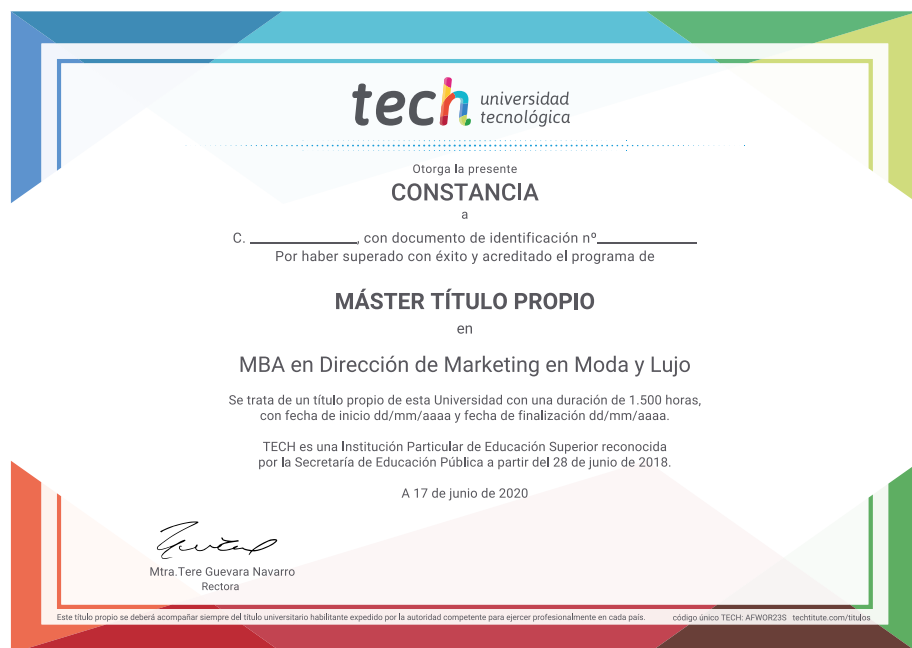 tech universidad
tecnológica
Otorga la presente
CONSTANCIA
a
C. ____________, con documento de identificación nº____________
Por haber superado con éxito y acreditado el programa de
MÁSTER TÍTULO PROPIO
en
MBA en Dirección de Marketing en Moda y Lujo
Se trata de un título propio de esta Universidad con una duración de 1.500 horas,
con fecha de inicio dd/mm/aaaa y fecha de finalización dd/mm/aaaa.
TECH es una Institución Particular de Educación Superior reconocida
por la Secretaría de Educación Pública a partir del 28 de junio de 2018.
A 17 de junio de 2020
Mtra.Tere Guevara Navarro
Rectora
Este título propio se deberá acompañar siempre del título universitario habilitante expedido por la autoridad competente para ejercer profesionalmente en cada país. código único TECH: AFWOR23S techtitute.com/titulos